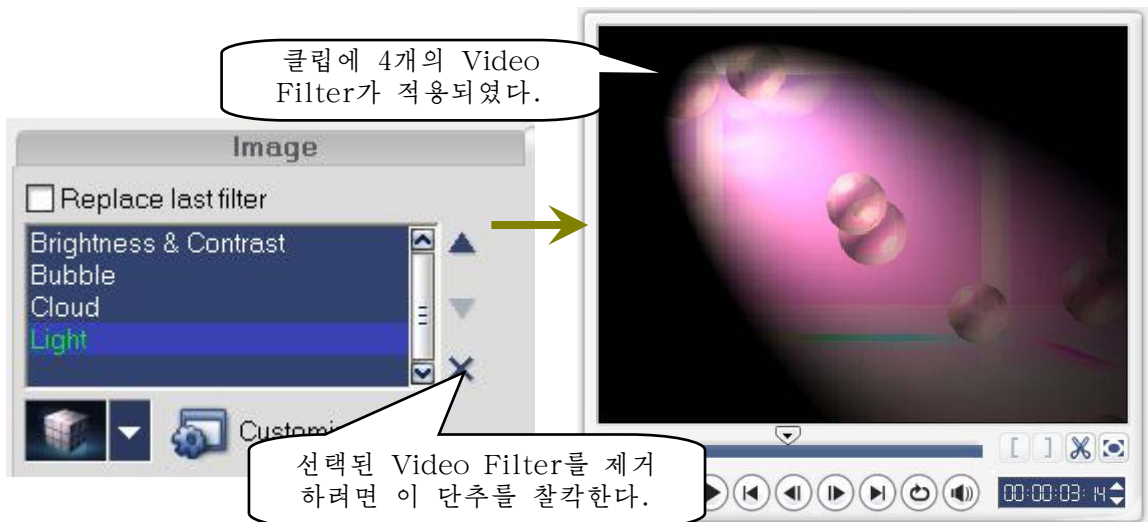 클립에 4개의 Video
Filter가 적용되였다.
Image
Replace last filter
Brightness & Contrast
Bubble
Cloud
Light
선택된 Video Filter를 제거
하려면 이 단추를 찰칵한다.
[ ]
00:00:03:14